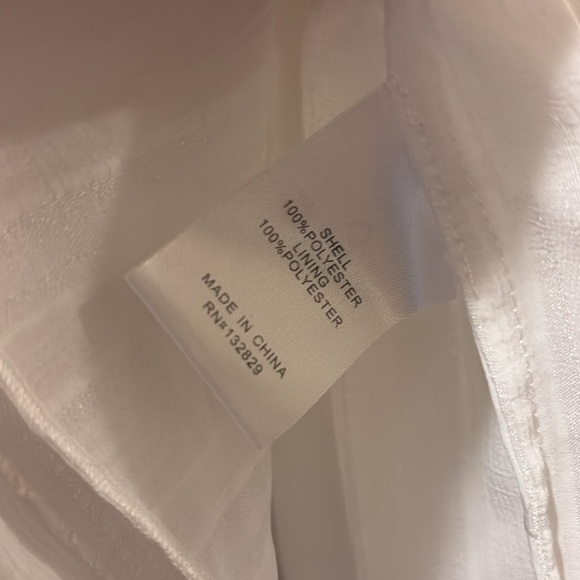 SHELL
100%POLYESTER
LINING
100%POLYESTER
MADE IN CHINA
RN#132829